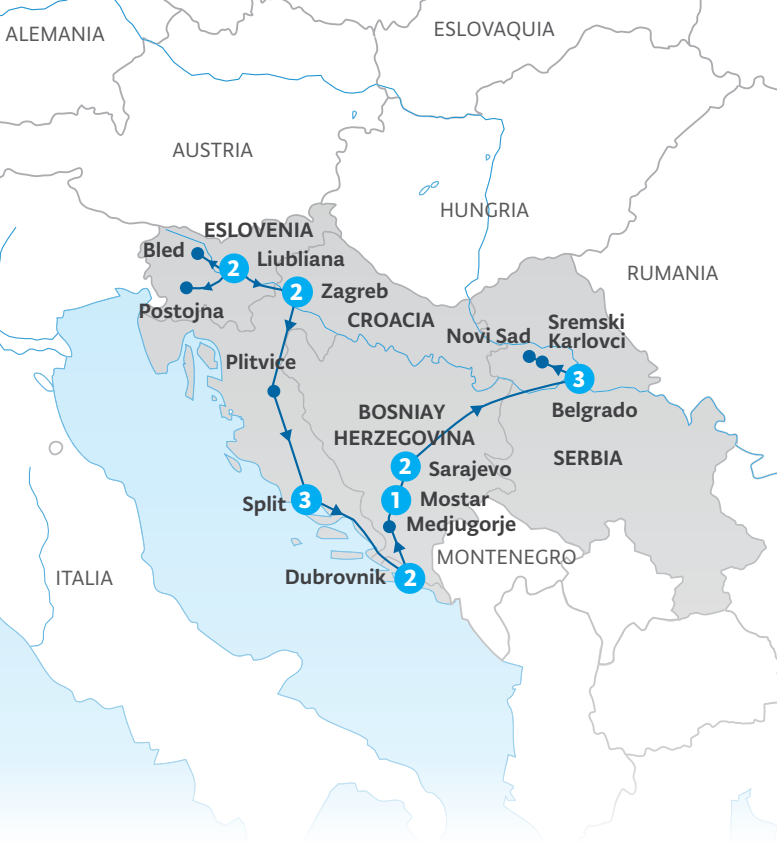 ALEMANIA
ESLOVAQUIA
AUSTRIA
HUNGRIA
ESLOVENIA
Bled
2
Liubliana
RUMANIA
Postojna
2
Zagreb
CROACIA
Sremski
Novi Sad
Karlovci
Plitvice
3
Belgrado
BOSNIAY
HERZEGOVINA
SERBIA
2
Sarajevo
Split
3
1
Mostar
Medjugorje
MONTENEGRO
ITALIA
Dubrovnik
2